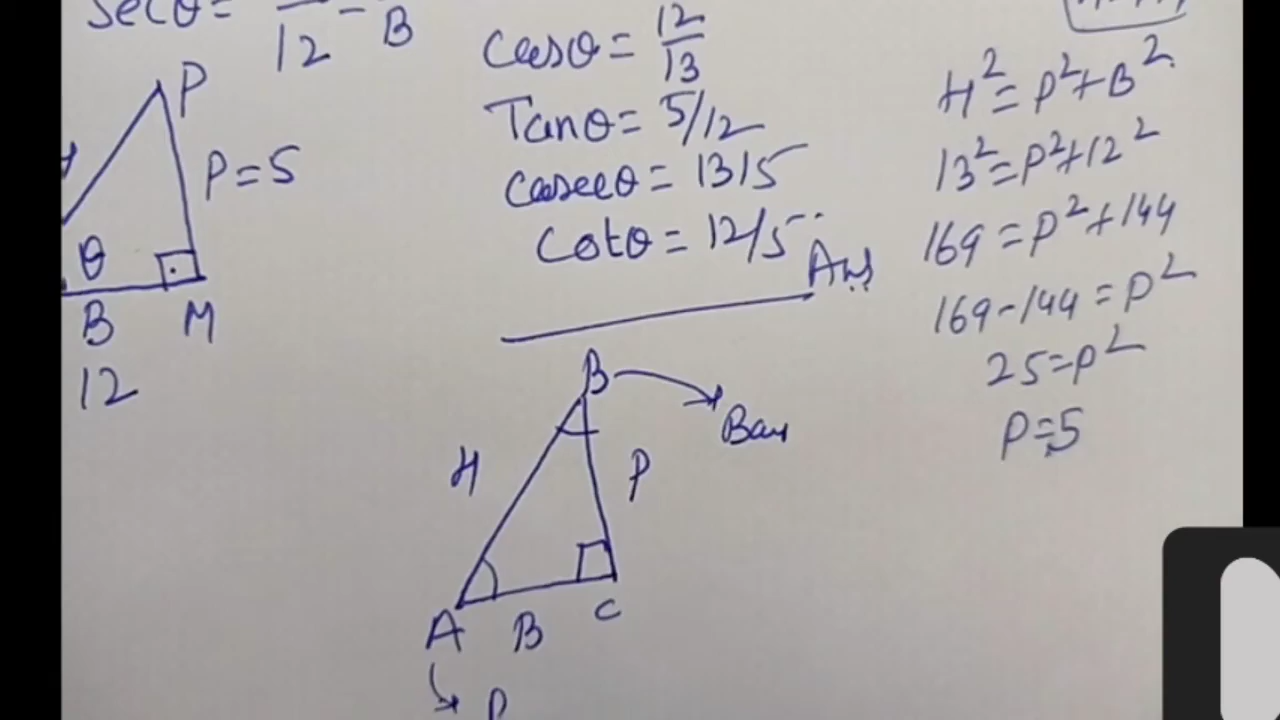 Secθ = /12 = /B
P
P = 5
θ
B M
12
Cosθ = 12/13
Tanθ = 5/12
Cosecθ = 13/5
Cotθ = 12/5
Ans
H² = P² + B²
13² = P² + 12²
169 = P² + 144
169 - 144 = P²
25 = P²
P = 5
B
H
P
A B C
P